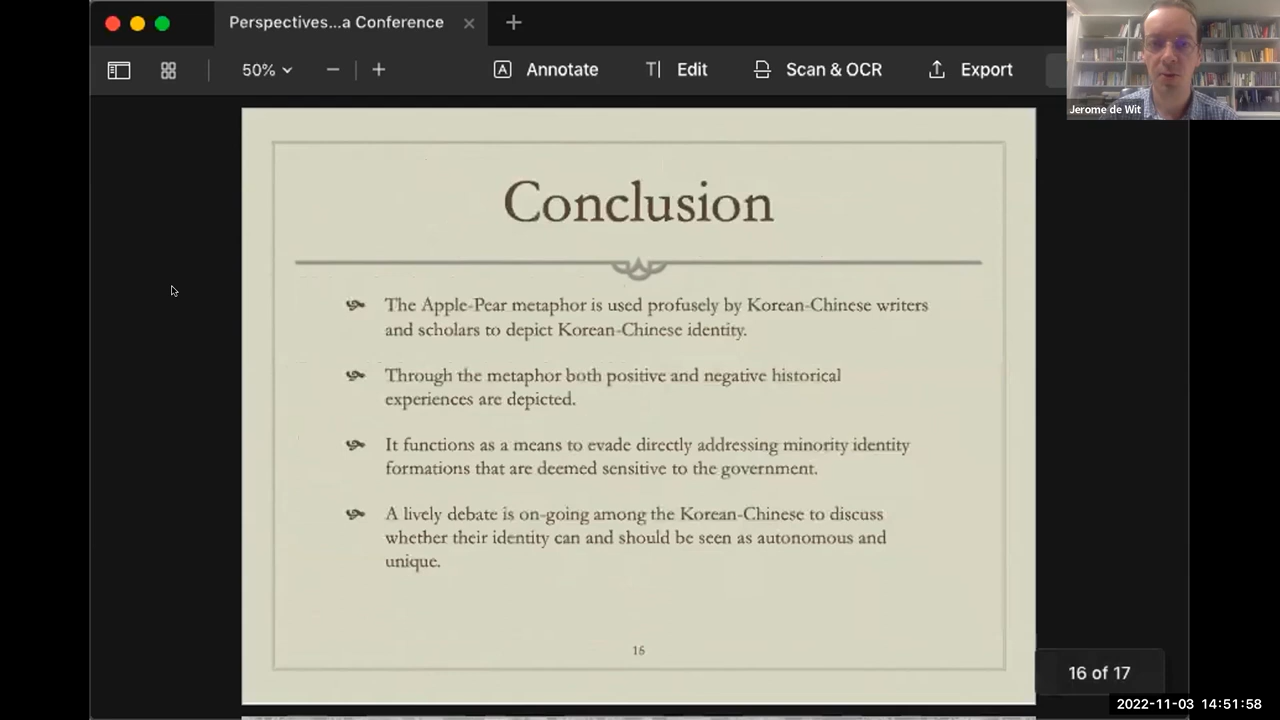 Perspectives...a Conference
50%
Annotate
Edit
Scan & OCR
Export
Jerome de Wit
Conclusion
The Apple-Pear metaphor is used profusely by Korean-Chinese writers
and scholars to depict Korean-Chinese identity.
Through the metaphor both positive and negative historical
experiences are depicted.
It functions as a means to evade directly addressing minority identity
formations that are deemed sensitive to the government.
A lively debate is on-going among the Korean-Chinese to discuss
whether their identity can and should be seen as autonomous and
unique.
16
16 of 17
2022-11-03 14:51:58